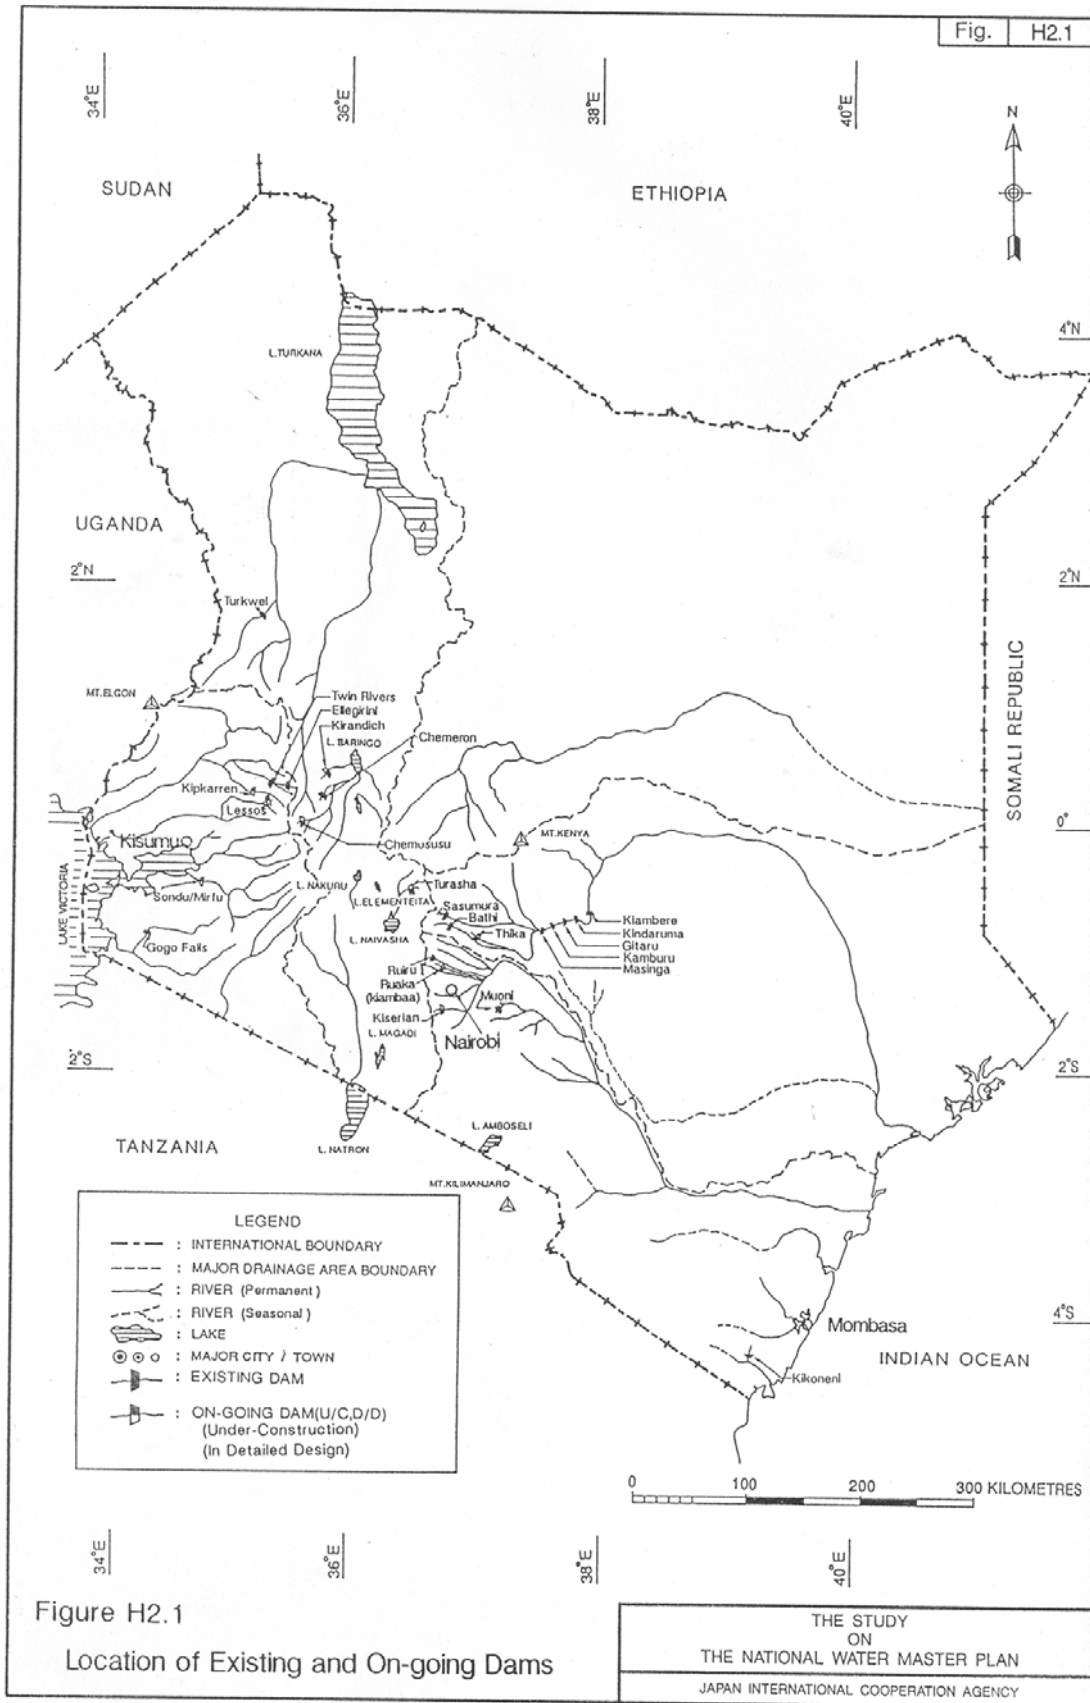 Fig. H2.1
34°E
36°E
38°E
40°E
N
SUDAN
ETHIOPIA
4°N
L.TURKANA
UGANDA
2°N
2°N
Turkwel
SOMALI REPUBLIC
MT.ELGON
Twin Rivers
Ellegirini
Kirandich
L. BARINGO
Chemeron
Kipkarren
Lessos
0°
Kisumu
MT.KENYA
Chemususu
LAKE VICTORIA
L. NAKURU
Turasha
Sondu/Mirfu
L.ELEMENTEITA
Sasumura
Bathi
Kiambere
Kindaruma
Gitaru
Kamburu
Masinga
Gogo Falls
L. NAIVASHA
Thika
Ruiru
Ruaka
(kiambaa)
Muoni
Kiserian
L. MAGADI
Nairobi
2°S
2°S
TANZANIA
L. NATRON
L. AMBOSELI
MT.KILIMANJARO
LEGEND
: INTERNATIONAL BOUNDARY
: MAJOR DRAINAGE AREA BOUNDARY
: RIVER (Permanent)
: RIVER (Seasonal)
: LAKE
: MAJOR CITY / TOWN
: EXISTING DAM
: ON-GOING DAM(U/C,D/D)
(Under-Construction)
(In Detailed Design)
4°S
Mombasa
INDIAN OCEAN
Kikoneni
0 100 200 300 KILOMETRES
34°E
36°E
38°E
40°E
Figure H2.1
Location of Existing and On-going Dams
THE STUDY
ON
THE NATIONAL WATER MASTER PLAN
JAPAN INTERNATIONAL COOPERATION AGENCY